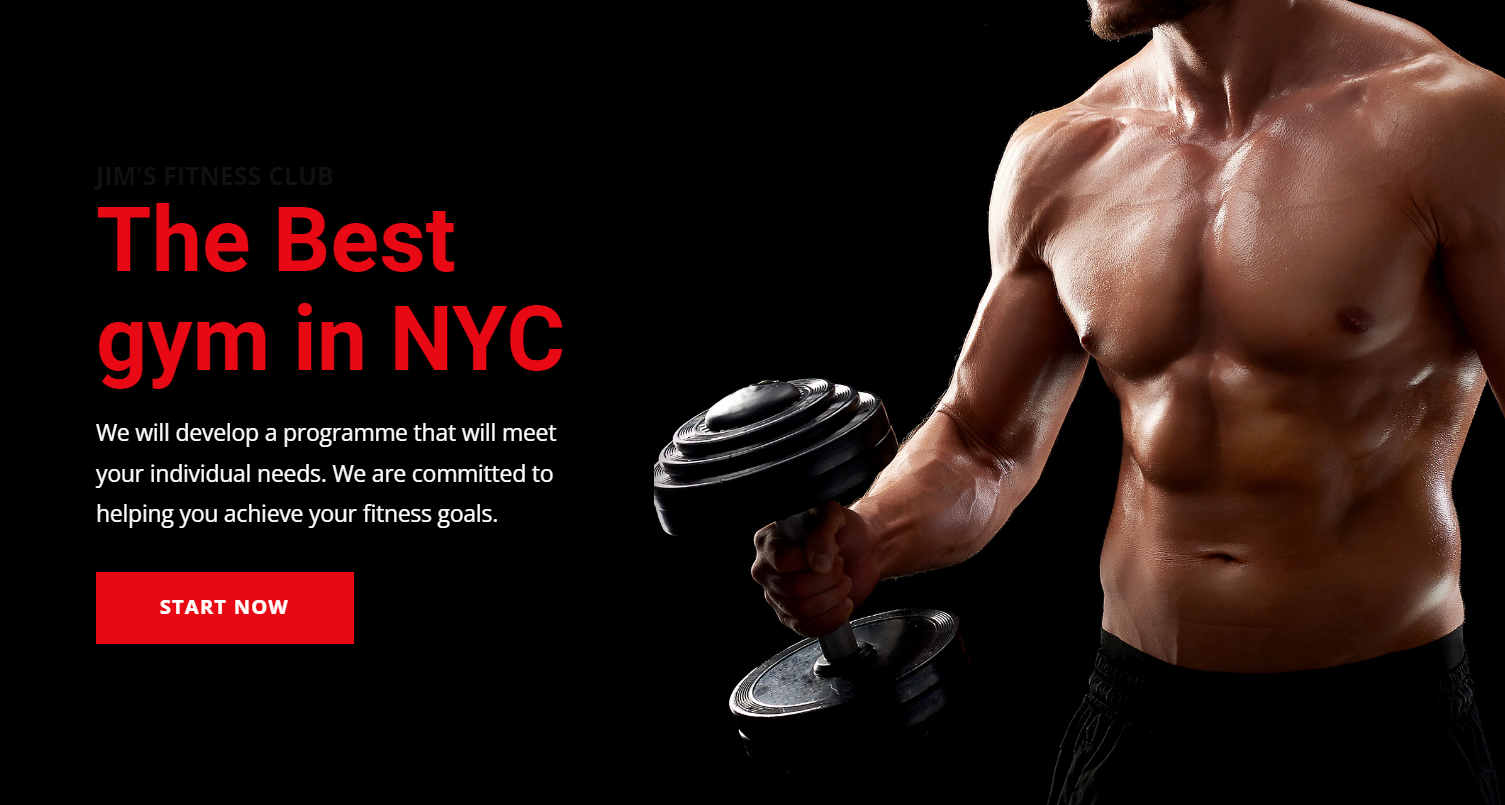 JIM'S FITNESS CLUB
The Best
gym in NYC
We will develop a programme that will meet
your individual needs. We are committed to
helping you achieve your fitness goals.
START NOW